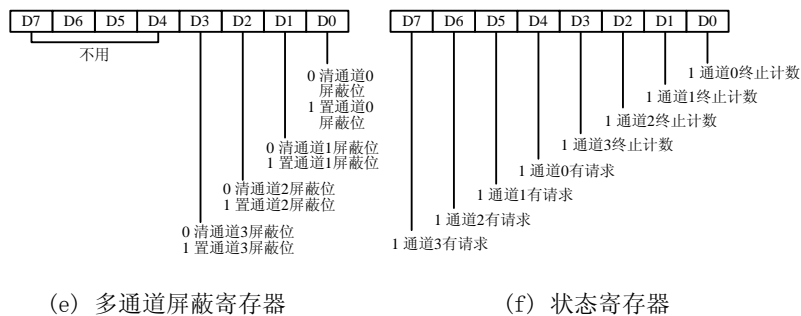 D7 D6 D5 D4 D3 D2 D1 D0
不用
0 清通道0
屏蔽位
1 置通道0
屏蔽位
0 清通道1屏蔽位
1 置通道1屏蔽位
0 清通道2屏蔽位
1 置通道2屏蔽位
0 清通道3屏蔽位
1 置通道3屏蔽位
(e) 多通道屏蔽寄存器
D7 D6 D5 D4 D3 D2 D1 D0
1 通道0终止计数
1 通道1终止计数
1 通道2终止计数
1 通道3终止计数
1 通道0有请求
1 通道1有请求
1 通道2有请求
1 通道3有请求
(f) 状态寄存器